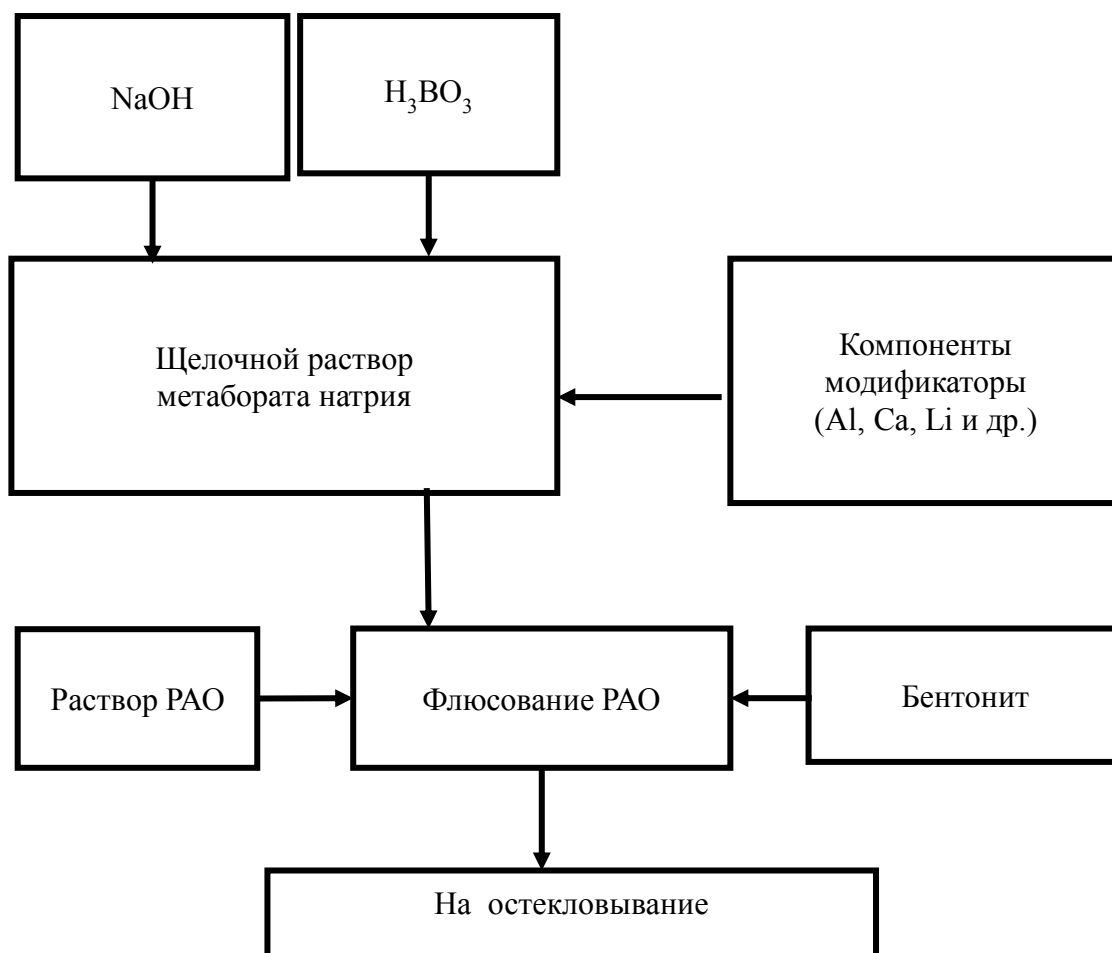 NaOH
H₃BO₃
Щелочной раствор
метабората натрия
Компоненты
модификаторы
(Al, Ca, Li и др.)
Раствор РАО
Флюсование РАО
Бентонит
На остекловывание